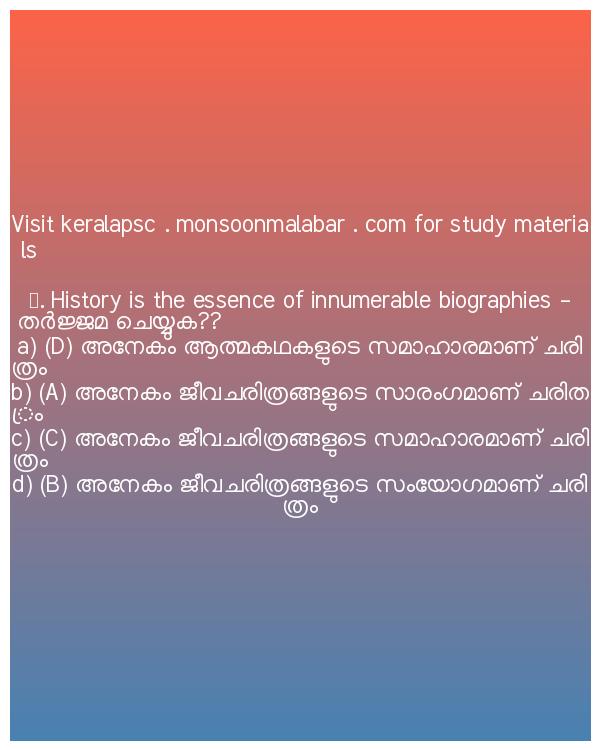 Visit keralapsc . monsoonmalabar . com for study materia
ls
. History is the essence of innumerable biographies –
തർജ്ജമ ചെയ്യുക??
a) (D) അനേകം ആത്മകഥകളുടെ സമാഹാരമാണ് ചരി
ത്രം
b) (A) അനേകം ജീവചരിത്രങ്ങളുടെ സാരംഗമാണ് ചരിത
്രം
c) (C) അനേകം ജീവചരിത്രങ്ങളുടെ സമാഹാരമാണ് ചരി
ത്രം
d) (B) അനേകം ജീവചരിത്രങ്ങളുടെ സംയോഗമാണ് ചരി
ത്രം